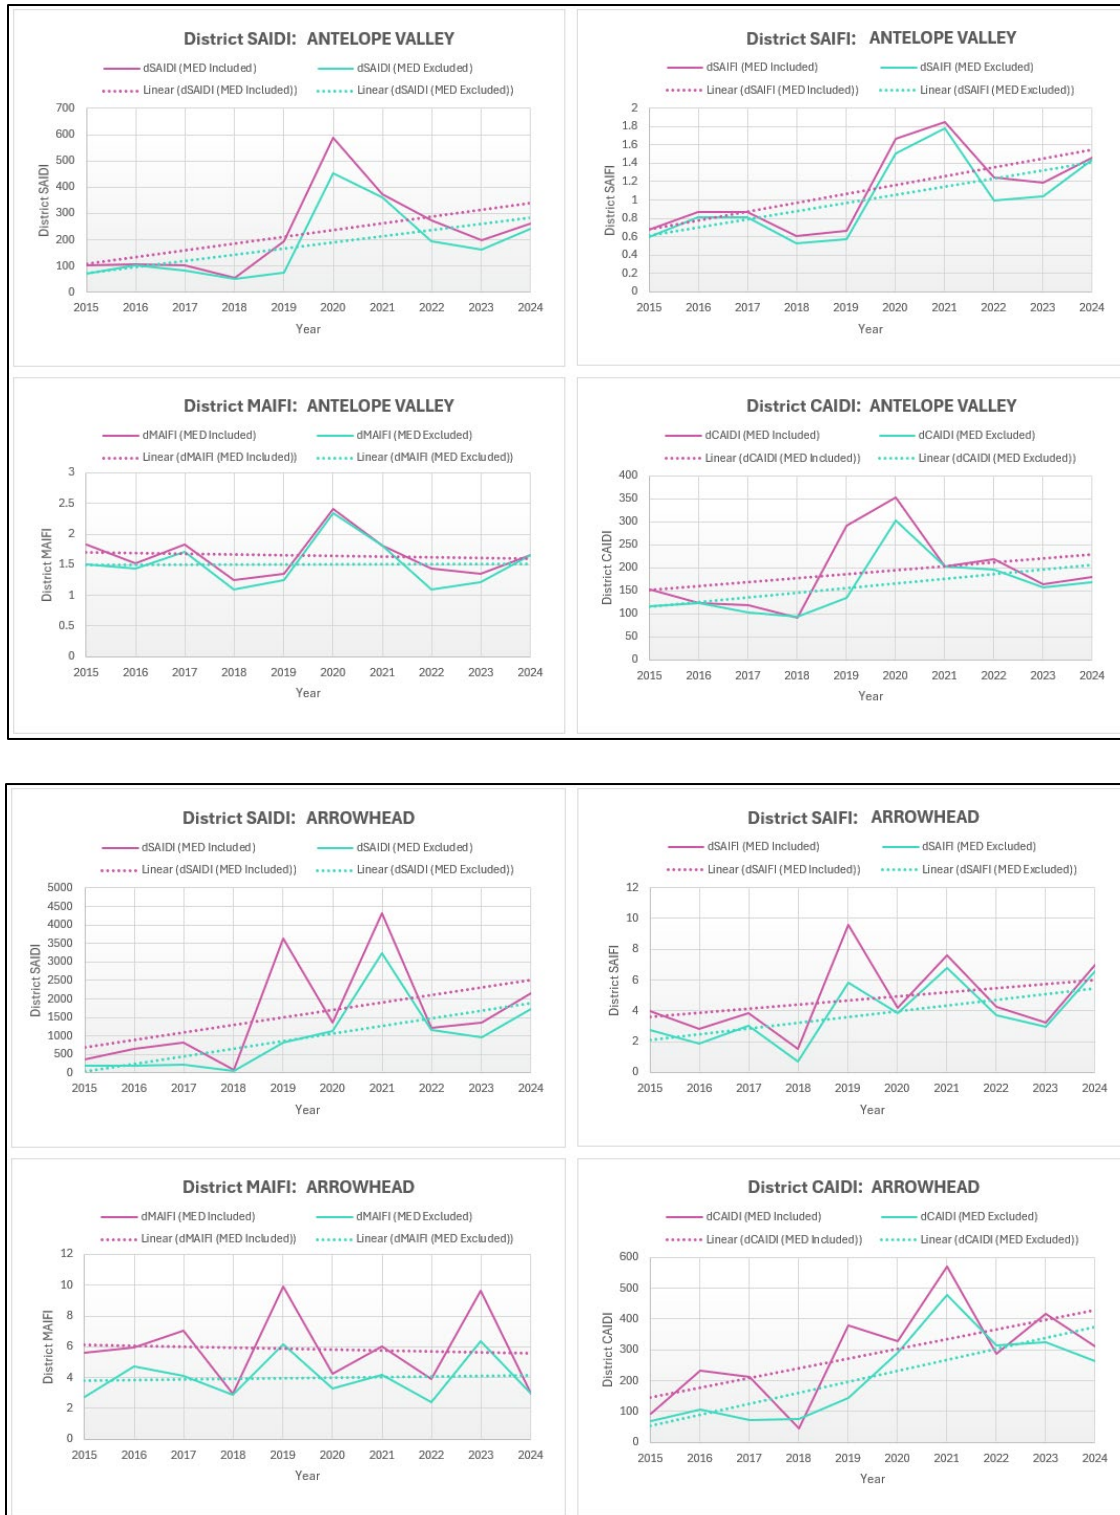 District SAIDI: ANTELOPE VALLEY
dSAIDI (MED Included)
dSAIDI (MED Excluded)
Linear (dSAIDI (MED Included))
Linear (dSAIDI (MED Excluded))
700
600
500
400
300
200
100
0
District SAIDI
2015 2016 2017 2018 2019 2020 2021 2022 2023 2024
Year
District SAIFI: ANTELOPE VALLEY
dSAIFI (MED Included)
dSAIFI (MED Excluded)
Linear (dSAIFI (MED Included))
Linear (dSAIFI (MED Excluded))
2
1.8
1.6
1.4
1.2
1
0.8
0.6
0.4
0.2
0
District SAIFI
2015 2016 2017 2018 2019 2020 2021 2022 2023 2024
Year
District MAIFI: ANTELOPE VALLEY
dMAIFI (MED Included)
dMAIFI (MED Excluded)
Linear (dMAIFI (MED Included))
Linear (dMAIFI (MED Excluded))
3
2.5
2
1.5
1
0.5
0
District MAIFI
2015 2016 2017 2018 2019 2020 2021 2022 2023 2024
Year
District CAIDI: ANTELOPE VALLEY
dCAIDI (MED Included)
dCAIDI (MED Excluded)
Linear (dCAIDI (MED Included))
Linear (dCAIDI (MED Excluded))
400
350
300
250
200
150
100
50
0
District CAIDI
2015 2016 2017 2018 2019 2020 2021 2022 2023 2024
Year
District SAIDI: ARROWHEAD
dSAIDI (MED Included)
dSAIDI (MED Excluded)
Linear (dSAIDI (MED Included))
Linear (dSAIDI (MED Excluded))
5000
4500
4000
3500
3000
2500
2000
1500
1000
500
0
District SAIDI
2015 2016 2017 2018 2019 2020 2021 2022 2023 2024
Year
District SAIFI: ARROWHEAD
dSAIFI (MED Included)
dSAIFI (MED Excluded)
Linear (dSAIFI (MED Included))
Linear (dSAIFI (MED Excluded))
12
10
8
6
4
2
0
District SAIFI
2015 2016 2017 2018 2019 2020 2021 2022 2023 2024
Year
District MAIFI: ARROWHEAD
dMAIFI (MED Included)
dMAIFI (MED Excluded)
Linear (dMAIFI (MED Included))
Linear (dMAIFI (MED Excluded))
12
10
8
6
4
2
0
District MAIFI
2015 2016 2017 2018 2019 2020 2021 2022 2023 2024
Year
District CAIDI: ARROWHEAD
dCAIDI (MED Included)
dCAIDI (MED Excluded)
Linear (dCAIDI (MED Included))
Linear (dCAIDI (MED Excluded))
600
500
400
300
200
100
0
District CAIDI
2015 2016 2017 2018 2019 2020 2021 2022 2023 2024
Year